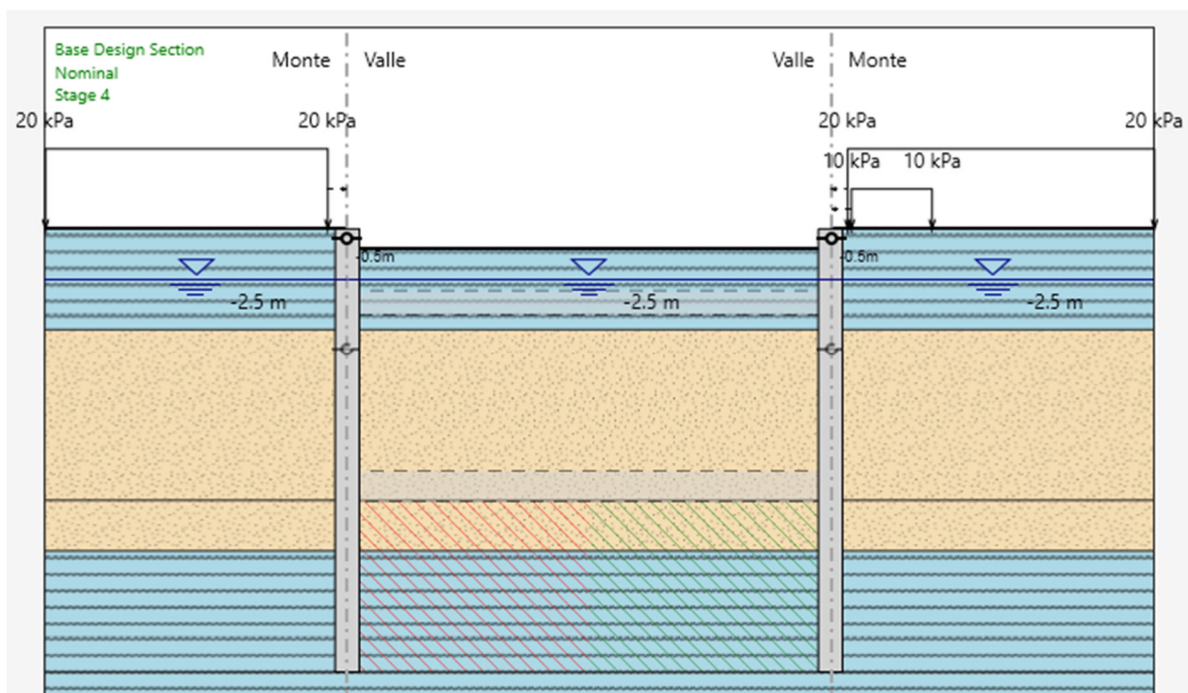 Base Design Section
Nominal
Stage 4
Monte
Valle
Valle
Monte
20 kPa
20 kPa
20 kPa
20 kPa
10 kPa
10 kPa
-0.5m
-0.5m
-2.5 m
-2.5 m
-2.5 m